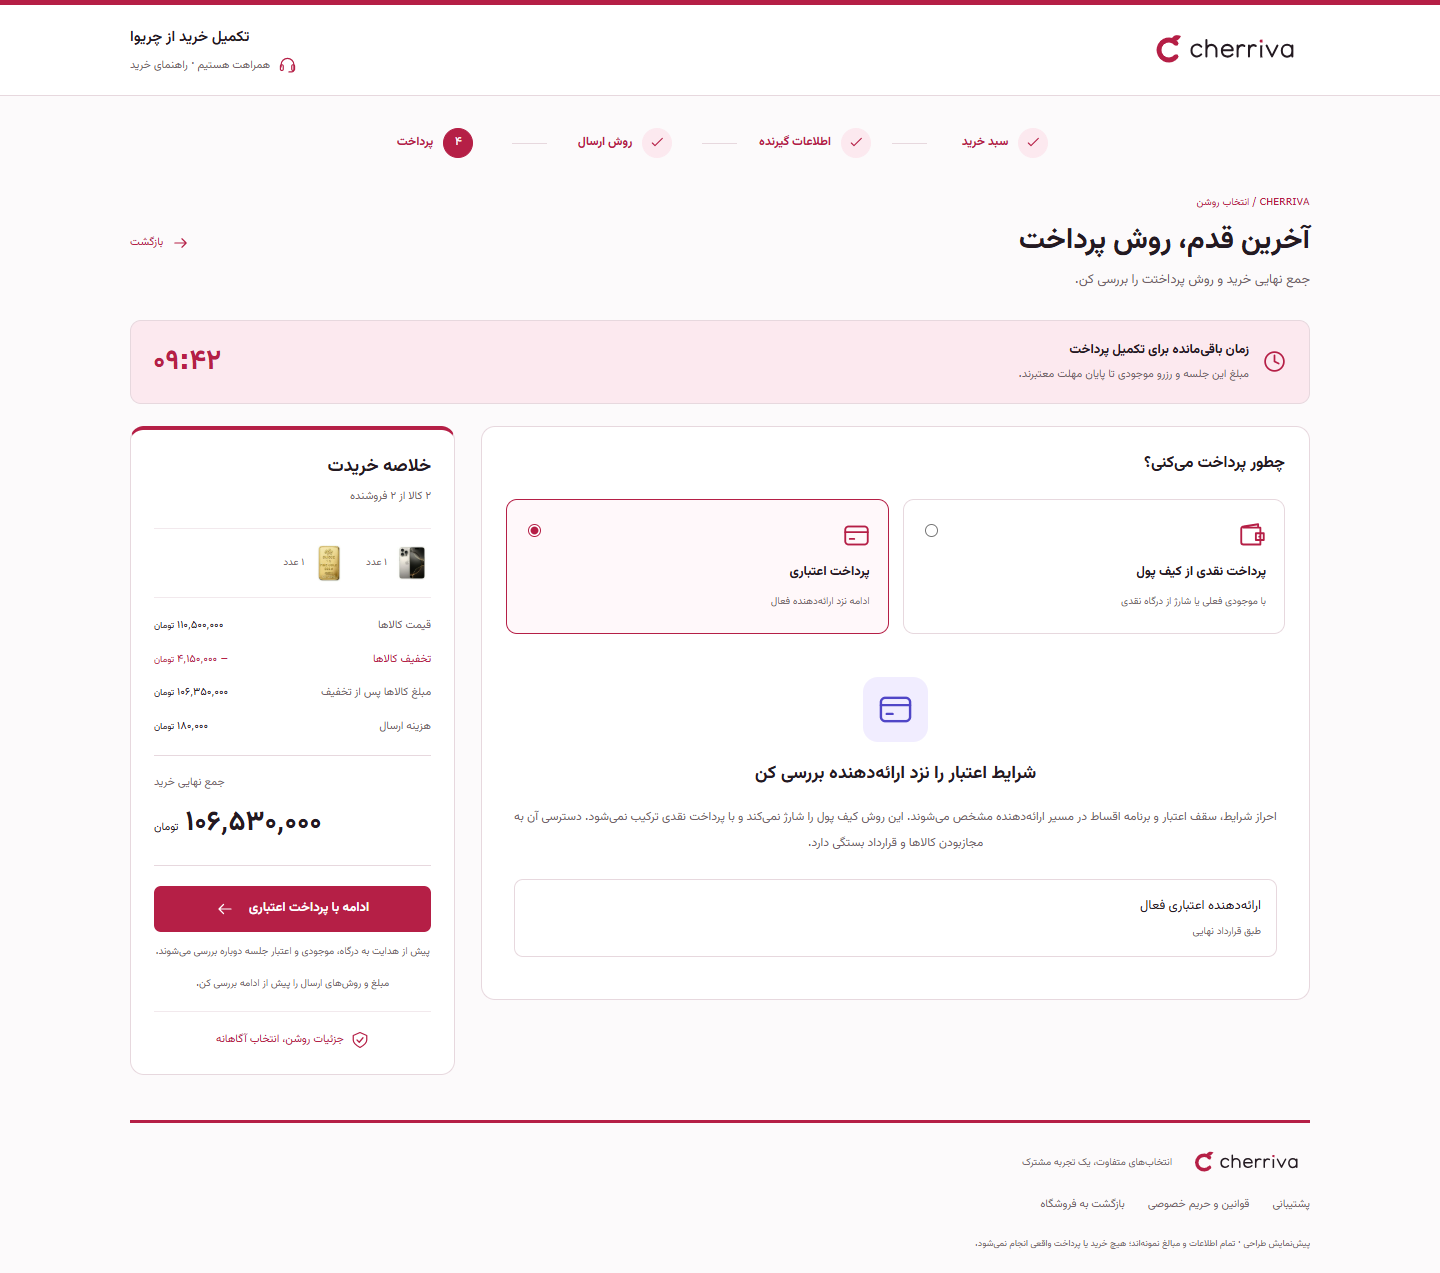 cherriva
تکمیل خرید از چریوا
همراهت هستیم · راهنمای خرید
سبد خرید
اطلاعات گیرنده
روش ارسال
۴ پرداخت
CHERRIVA / انتخاب روشن
آخرین قدم، روش پرداخت
بازگشت
جمع نهایی خرید و روش پرداختت را بررسی کن.
زمان باقی‌مانده برای تکمیل پرداخت
مبلغ این جلسه و رزرو موجودی تا پایان مهلت معتبرند.
۰۹:۴۲
چطور پرداخت می‌کنی؟
پرداخت نقدی از کیف پول
با موجودی فعلی یا شارژ از درگاه نقدی
پرداخت اعتباری
ادامه نزد ارائه‌دهنده فعال
شرایط اعتبار را نزد ارائه‌دهنده بررسی کن
احراز شرایط، سقف اعتبار و برنامه اقساط در مسیر ارائه‌دهنده مشخص می‌شوند. این روش کیف پول را شارژ نمی‌کند و با پرداخت نقدی ترکیب نمی‌شود. دسترسی آن به
مجازبودن کالاها و قرارداد بستگی دارد.
ارائه‌دهنده اعتباری فعال
طبق قرارداد نهایی
خلاصه خریدت
۲ کالا از ۲ فروشنده
۱ عدد
۱ عدد
قیمت کالاها ۱۱۰,۵۰۰,۰۰۰ تومان
تخفیف کالاها − ۴,۱۵۰,۰۰۰ تومان
مبلغ کالاها پس از تخفیف ۱۰۶,۳۵۰,۰۰۰ تومان
هزینه ارسال ۱۸۰,۰۰۰ تومان
جمع نهایی خرید
۱۰۶,۵۳۰,۰۰۰ تومان
ادامه با پرداخت اعتباری
پیش از هدایت به درگاه، موجودی و اعتبار جلسه دوباره بررسی می‌شوند.
مبلغ و روش‌های ارسال را پیش از ادامه بررسی کن.
جزئیات روشن، انتخاب آگاهانه
cherriva
انتخاب‌های متفاوت، یک تجربه مشترک
پشتیبانی
قوانین و حریم خصوصی
بازگشت به فروشگاه
پیش‌نمایش طراحی · تمام اطلاعات و مبالغ نمونه‌اند؛ هیچ خرید یا پرداخت واقعی انجام نمی‌شود.